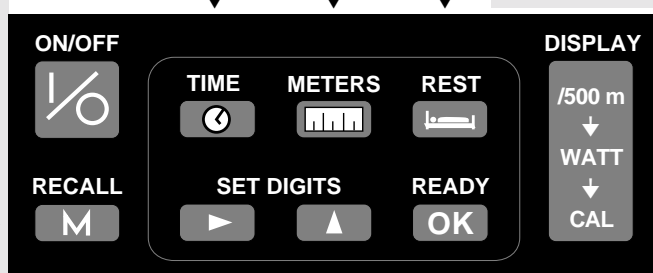 ON/OFF
DISPLAY
I/O
TIME METERS REST
/500 m
WATT
CAL
RECALL
SET DIGITS READY
M
OK